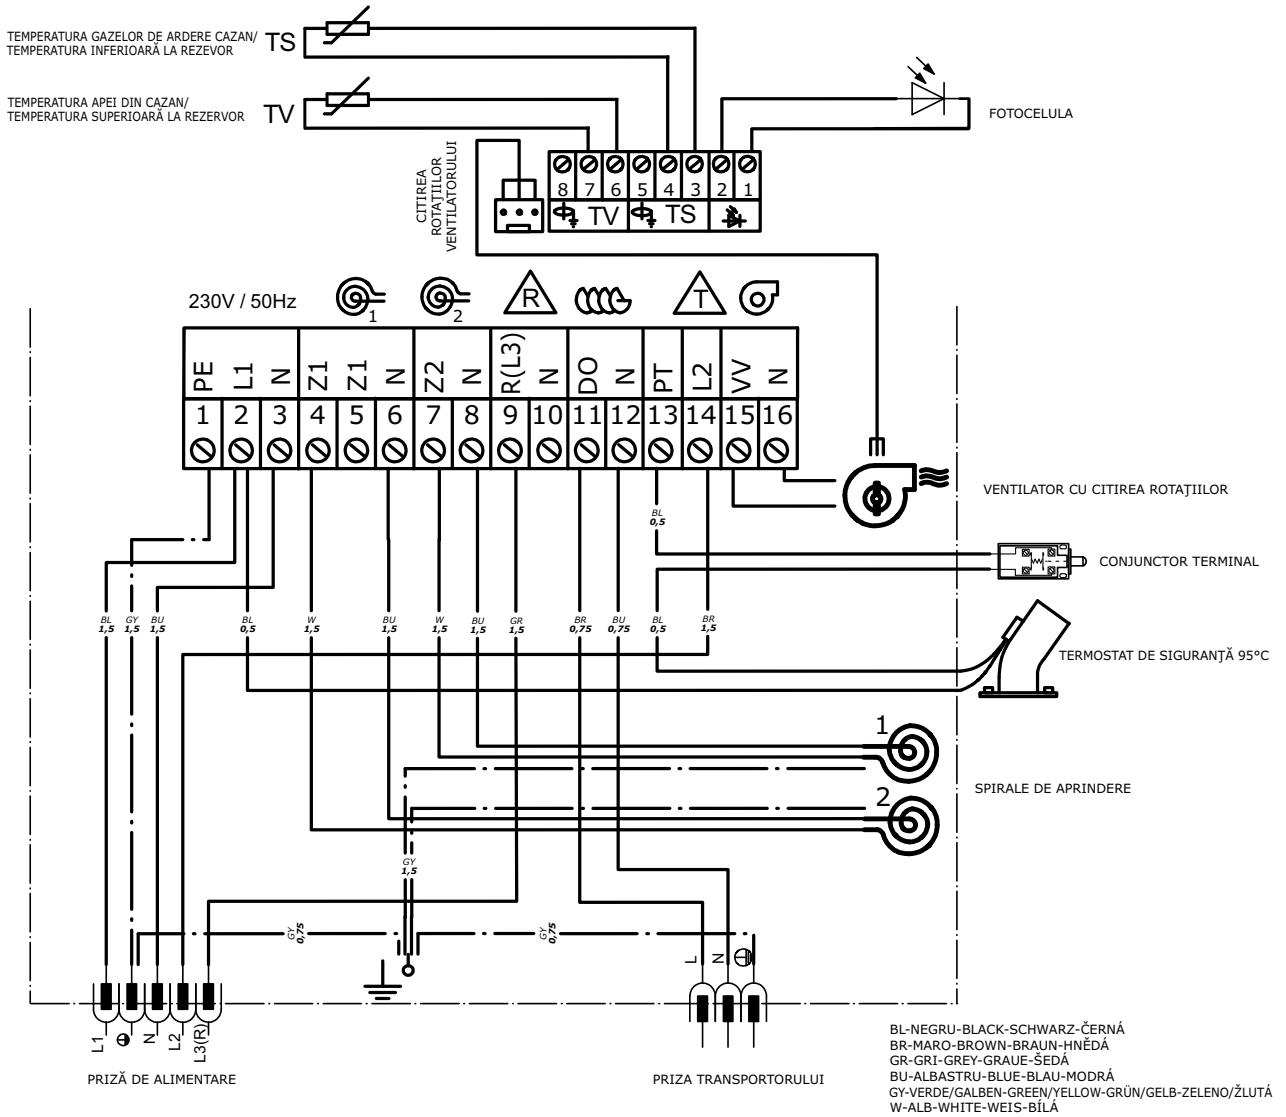 TEMPERATURA GAZELOR DE ARDERE CAZAN/
TEMPERATURA INFERIOARĂ LA REZEVOR
TS
TEMPERATURA APEI DIN CAZAN/
TEMPERATURA SUPERIOARĂ LA REZERVOR
TV
FOTOCELULA
CITIREA
ROTAŢIILOR
VENTILATORULUI
8 7 6 5 4 3 2 1
TV TS
230V / 50Hz
1 2 R T
PE L1 N Z1 Z1 N Z2 N R(L3) N DO N PT L2 VV N
1 2 3 4 5 6 7 8 9 10 11 12 13 14 15 16
VENTILATOR CU CITIREA ROTAŢIILOR
BL
0,5
CONJUNCTOR TERMINAL
BL GY BU BL W BU W BU GR BR BU BL BR
1,5 1,5 1,5 0,5 1,5 1,5 1,5 1,5 1,5 0,75 0,75 0,5 1,5
TERMOSTAT DE SIGURANŢĂ 95°C
1
SPIRALE DE APRINDERE
2
GY
1,5
GY
0,75
GY
0,75
L N
L1 N L2 L3(R)
PRIZĂ DE ALIMENTARE
PRIZA TRANSPORTORULUI
BL-NEGRU-BLACK-SCHWARZ-ČERNÁ
BR-MARO-BROWN-BRAUN-HNĚDÁ
GR-GRI-GREY-GRAUE-ŠEDÁ
BU-ALBASTRU-BLUE-BLAU-MODRÁ
GY-VERDE/GALBEN-GREEN/YELLOW-GRÜN/GELB-ZELENO/ŽLUTÁ
W-ALB-WHITE-WEIS-BÍLÁ